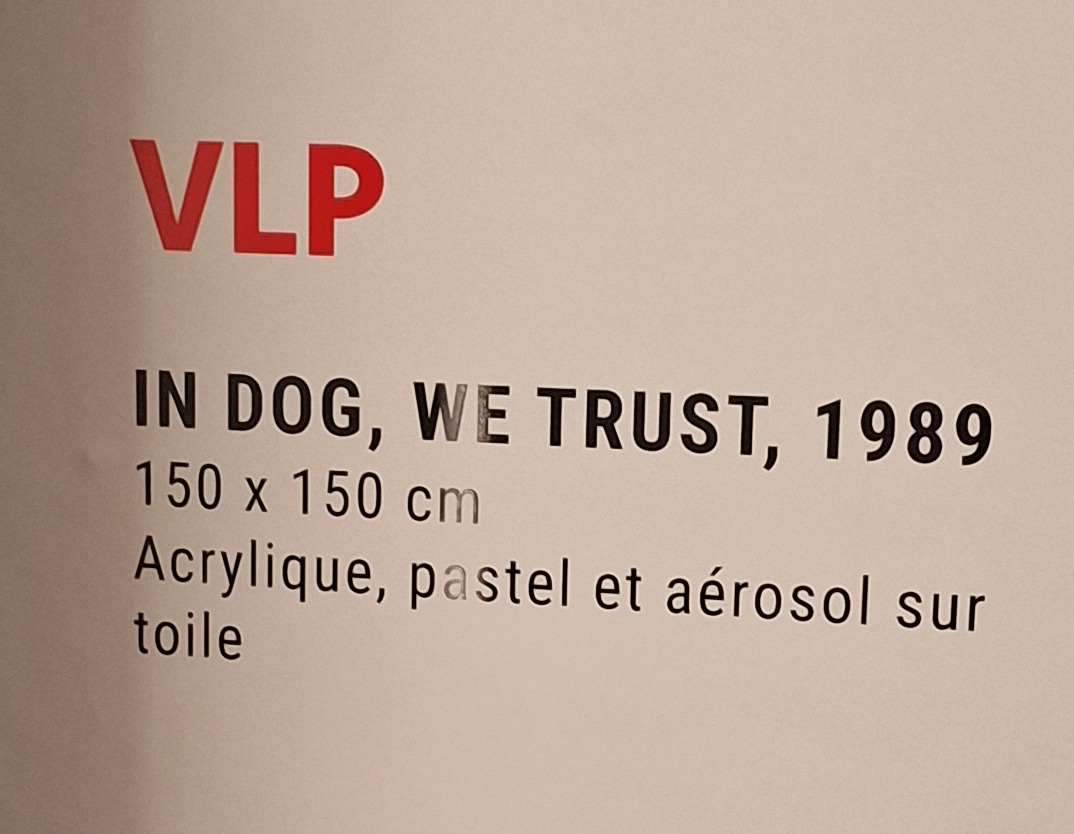 VLP
IN DOG, WE TRUST, 1989
150 x 150 cm
Acrylique, pastel et aérosol sur
toile